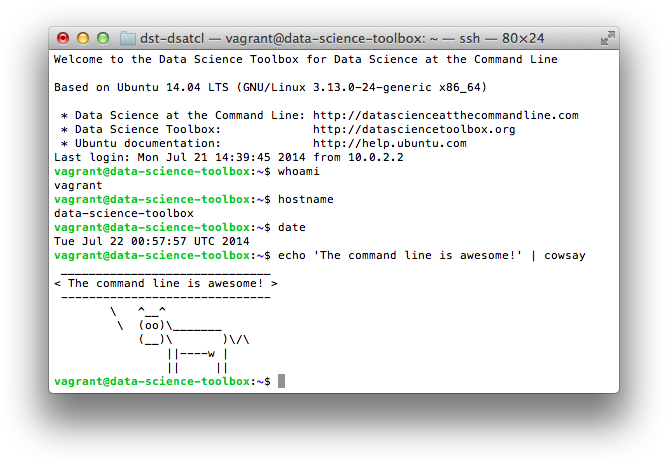 dst-dsatcl — vagrant@data-science-toolbox: ~ — ssh — 80×24
Welcome to the Data Science Toolbox for Data Science at the Command Line

Based on Ubuntu 14.04 LTS (GNU/Linux 3.13.0-24-generic x86_64)

 * Data Science at the Command Line: http://datascienceatthecommandline.com
 * Data Science Toolbox:             http://datasciencetoolbox.org
 * Ubuntu documentation:             http://help.ubuntu.com
Last login: Mon Jul 21 14:39:45 2014 from 10.0.2.2
vagrant@data-science-toolbox:~$ whoami
vagrant
vagrant@data-science-toolbox:~$ hostname
data-science-toolbox
vagrant@data-science-toolbox:~$ date
Tue Jul 22 00:57:57 UTC 2014
vagrant@data-science-toolbox:~$ echo 'The command line is awesome!' | cowsay
 ______________________________
< The command line is awesome! >
 ------------------------------
        \   ^__^
         \  (oo)\_______
            (__)\       )\/\
                ||----w |
                ||     ||
vagrant@data-science-toolbox:~$